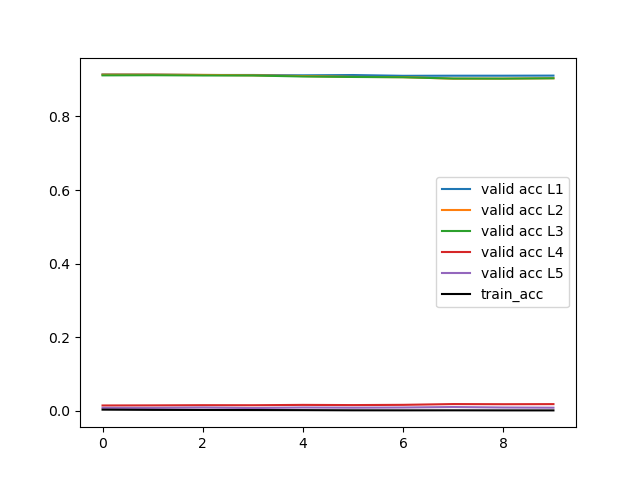 0.8
0.6
0.4
0.2
0.0
0 2 4 6 8
valid acc L1
valid acc L2
valid acc L3
valid acc L4
valid acc L5
train_acc